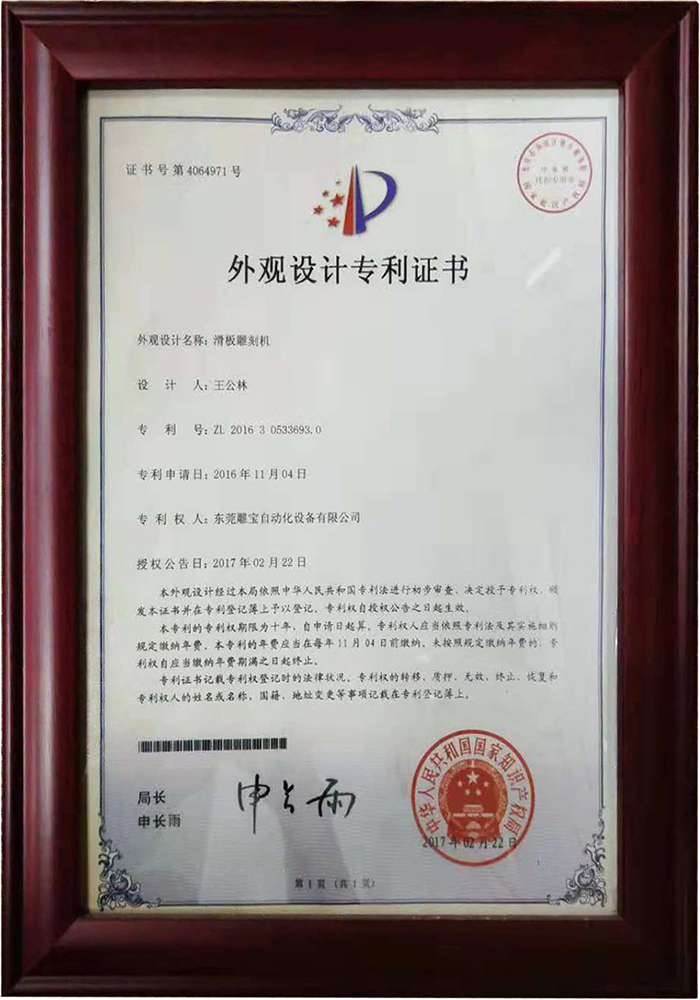 证书号第4064971号
外观设计专利证书
外观设计名称：滑板雕刻机
设计人：王公林
专利号：ZL 2016 3 0533693.0
专利申请日：2016年11月04日
专利权人：东莞雕宝自动化设备有限公司
授权公告日：2017年02月22日
本外观设计经过本局依照中华人民共和国专利法进行初步审查，决定授予专利权，颁
发本证书并在专利登记簿上予以登记。专利权自授权公告之日起生效。
本专利的专利权期限为十年，自申请日起算。专利权人应当依照专利法及其实施细则
规定缴纳年费。本专利的年费应当在每年11月04日前缴纳。未按照规定缴纳年费的，专
利权自应当缴纳年费期满之日起终止。
专利证书记载专利权登记时的法律状况。专利权的转移、质押、无效、终止、恢复和
专利权人的姓名或名称、国籍、地址变更等事项记载在专利登记簿上。
局长
申长雨
申长雨
中华人民共和国国家知识产权局
2017年02月22日
第1页（共1页）